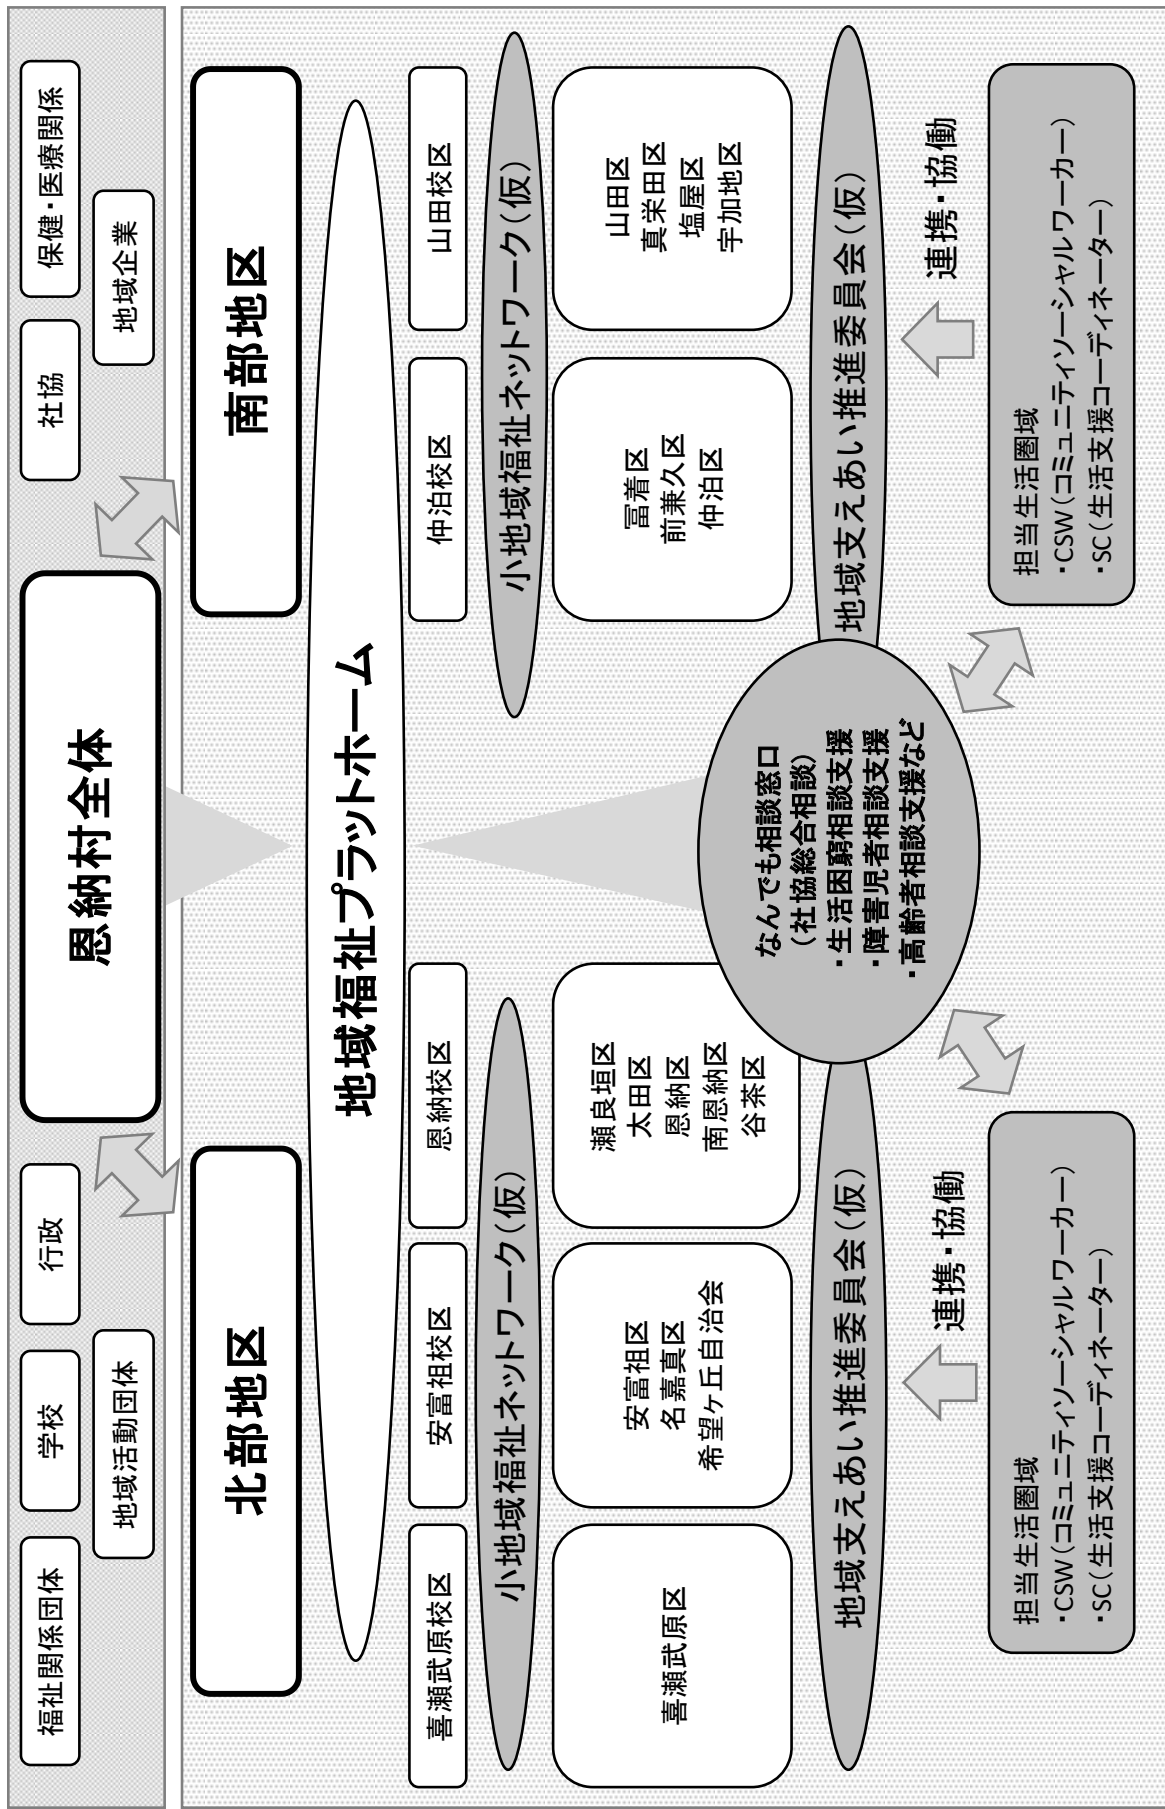 恩納村全体
福祉関係団体
学校
行政
社協
保健・医療関係
地域活動団体
地域企業
北部地区
南部地区
地域福祉プラットホーム
喜瀬武原校区
安富祖校区
恩納校区
仲泊校区
山田校区
小地域福祉ネットワーク(仮)
小地域福祉ネットワーク(仮)
喜瀬武原区
安富祖区
名嘉真区
希望ヶ丘自治会
瀬良垣区
太田区
恩納区
南恩納区
谷茶区
冨着区
前兼久区
仲泊区
山田区
真栄田区
塩屋区
宇加地区
なんでも相談窓口
(社協総合相談)
・生活困窮相談支援
・障害児者相談支援
・高齢者相談支援など
地域支えあい推進委員会(仮)
地域支えあい推進委員会(仮)
連携・協働
連携・協働
担当生活圏域
・CSW(コミュニティソーシャルワーカー)
・SC(生活支援コーディネーター)
担当生活圏域
・CSW(コミュニティソーシャルワーカー)
・SC(生活支援コーディネーター)